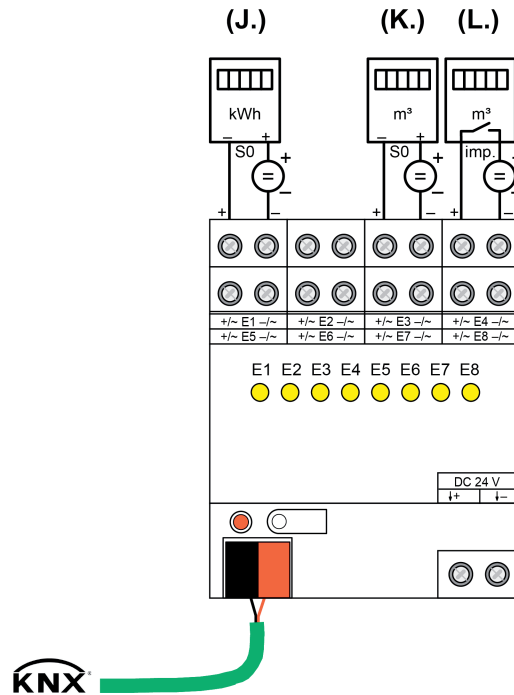 (J.) (K.) (L.)
kWh m³ m³
– + – +
S0 S0 imp.
+ + +
= = =
– – –
+ – + – + –
+/~ E1 –/~ +/~ E2 –/~ +/~ E3 –/~ +/~ E4 –/~
+/~ E5 –/~ +/~ E6 –/~ +/~ E7 –/~ +/~ E8 –/~
E1 E2 E3 E4 E5 E6 E7 E8
DC 24 V
↓+ ↓–
KNX®